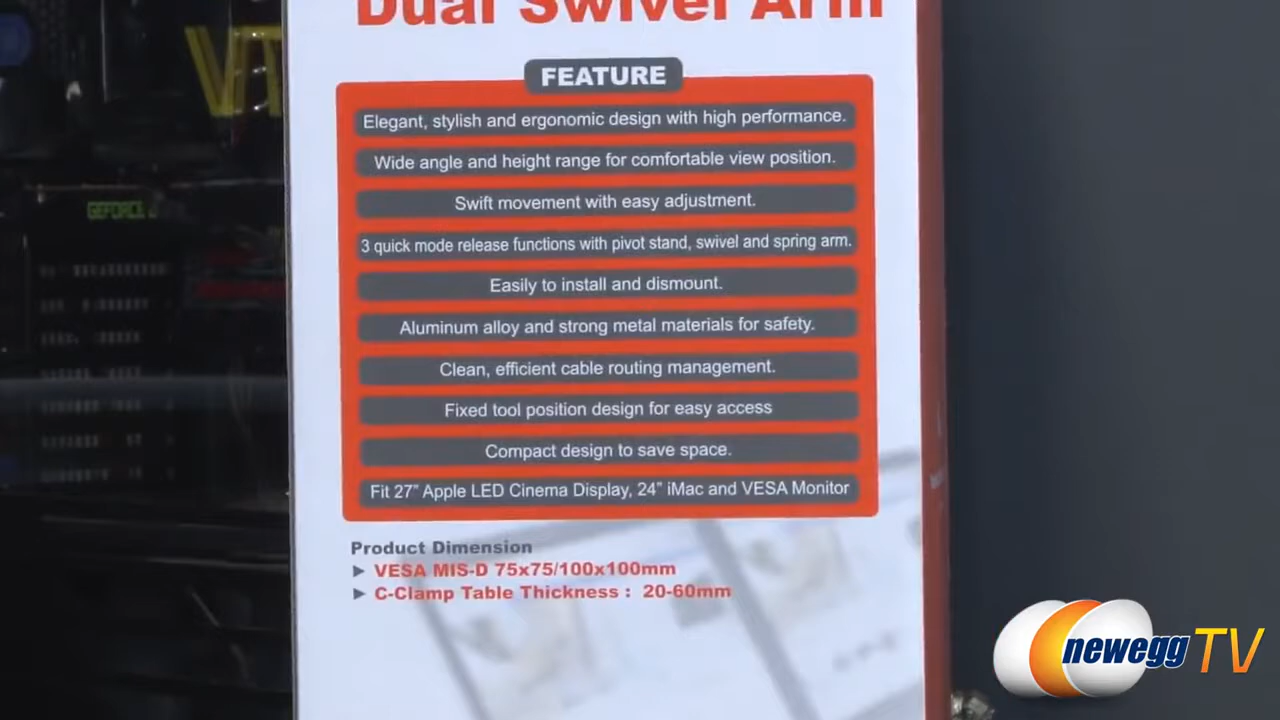 Dual Swivel Arm
FEATURE
Elegant, stylish and ergonomic design with high performance.
Wide angle and height range for comfortable view position.
Swift movement with easy adjustment.
3 quick mode release functions with pivot stand, swivel and spring arm.
Easily to install and dismount.
Aluminum alloy and strong metal materials for safety.
Clean, efficient cable routing management.
Fixed tool position design for easy access
Compact design to save space.
Fit 27” Apple LED Cinema Display, 24” iMac and VESA Monitor
Product Dimension
► VESA MIS-D 75x75/100x100mm
► C-Clamp Table Thickness : 20-60mm
GEFORCE
newegg TV